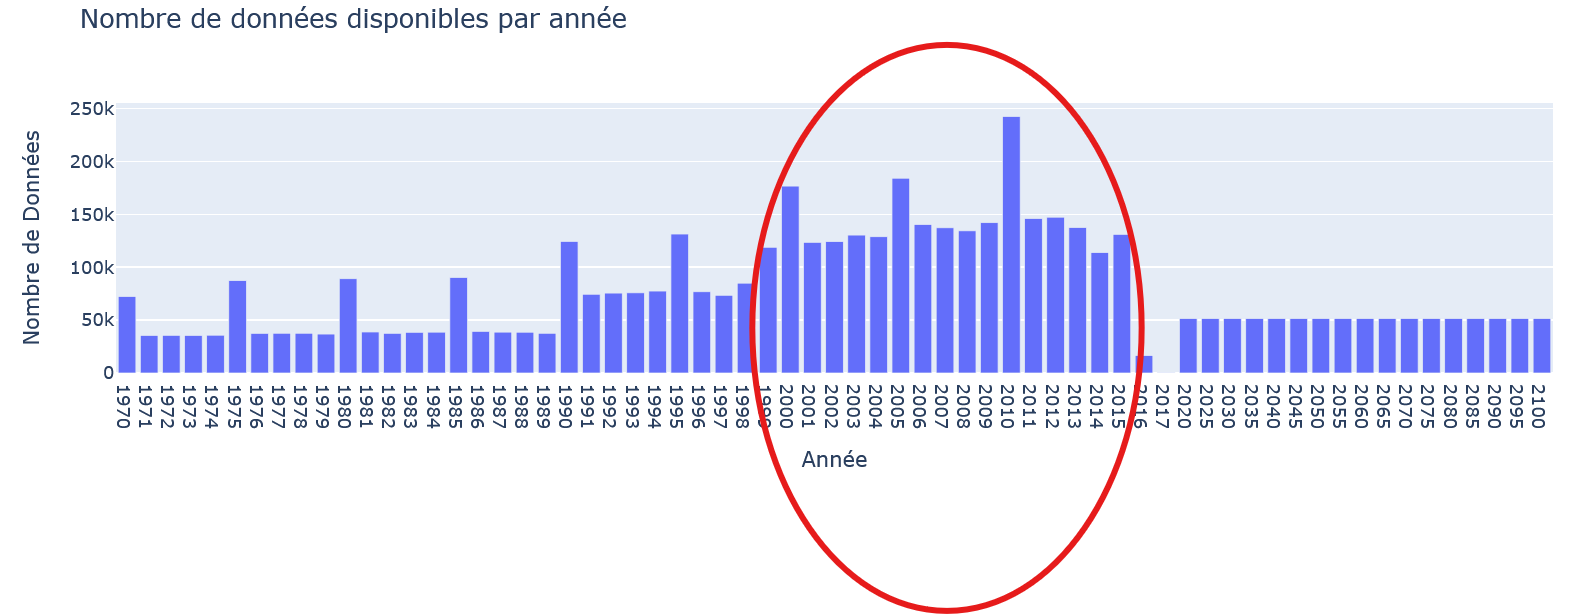 Nombre de données disponibles par année
Nombre de Données
250k
200k
150k
100k
50k
0
1970 1971 1972 1973 1974 1975 1976 1977 1978 1979 1980 1981 1982 1983 1984 1985 1986 1987 1988 1989 1990 1991 1992 1993 1994 1995 1996 1997 1998 1999 2000 2001 2002 2003 2004 2005 2006 2007 2008 2009 2010 2011 2012 2013 2014 2015 2016 2017 2020 2025 2030 2035 2040 2045 2050 2055 2060 2065 2070 2075 2080 2085 2090 2095 2100
Année